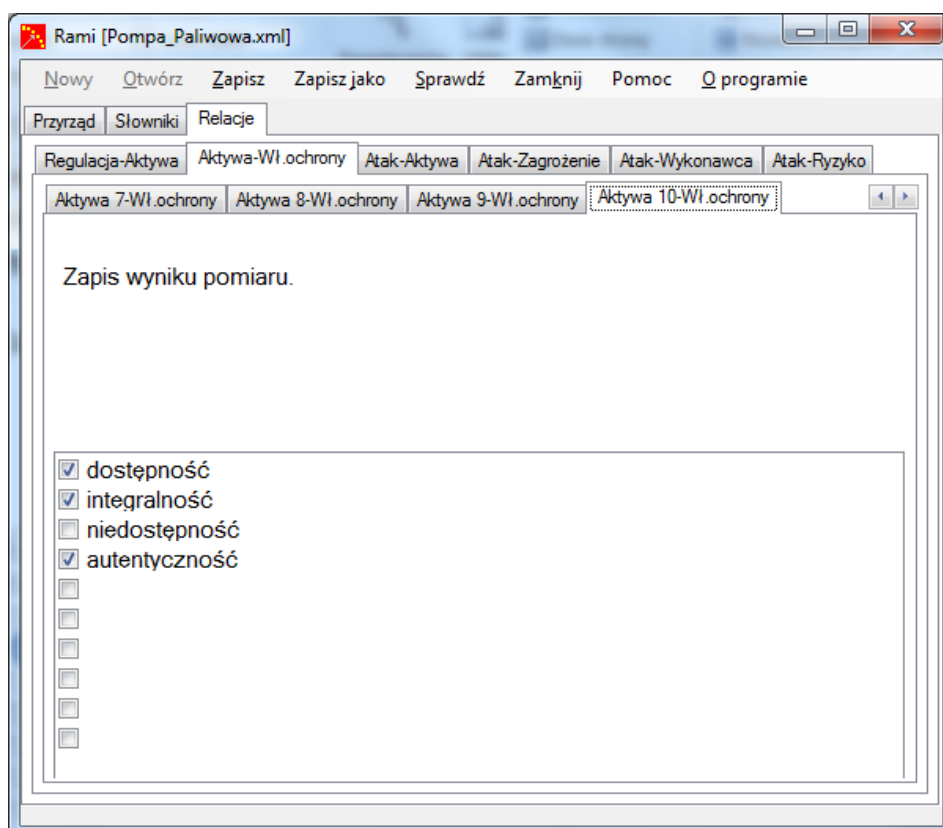 Rami [Pompa_Paliwowa.xml]
Nowy Otwórz Zapisz Zapisz jako Sprawdź Zamknij Pomoc O programie
Przyrząd Słowniki Relacje
Regulacja-Aktywa Aktywa-Wł.ochrony Atak-Aktywa Atak-Zagrożenie Atak-Wykonawca Atak-Ryzyko
Aktywa 7-Wł.ochrony Aktywa 8-Wł.ochrony Aktywa 9-Wł.ochrony Aktywa 10-Wł.ochrony
Zapis wyniku pomiaru.
dostępność
integralność
niedostępność
autentyczność